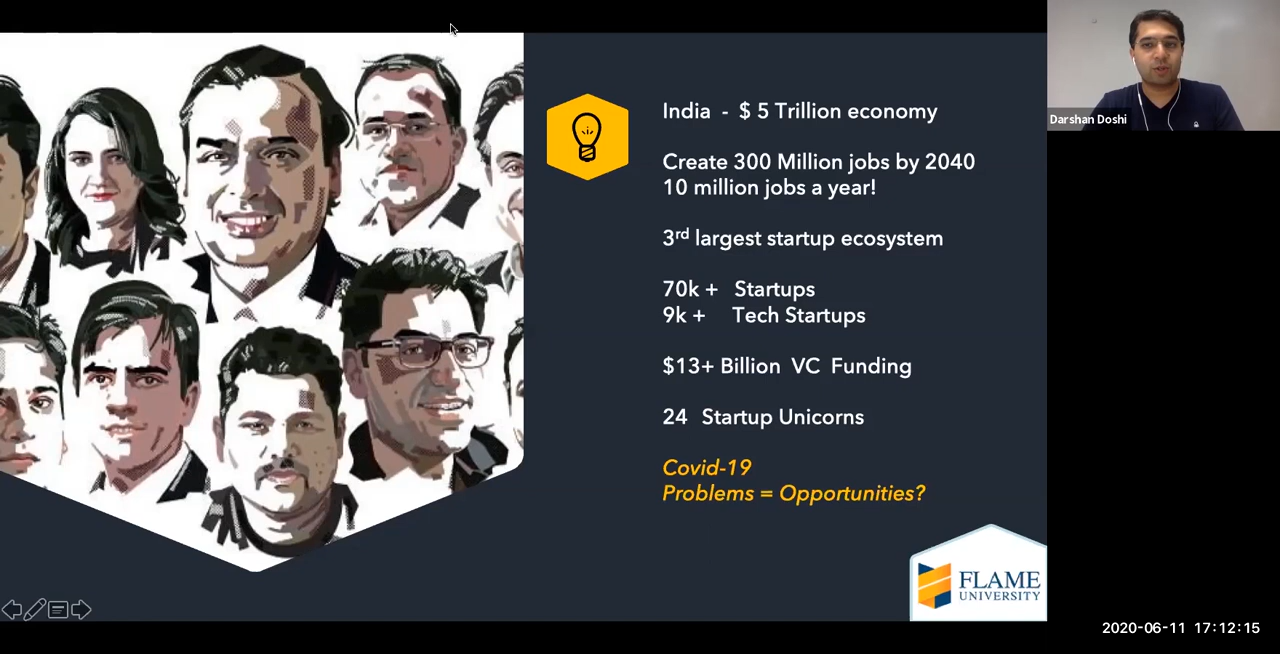 India - $ 5 Trillion economy
Create 300 Million jobs by 2040
10 million jobs a year!
3rd largest startup ecosystem
70k + Startups
9k + Tech Startups
$13+ Billion VC Funding
24 Startup Unicorns
Covid-19
Problems = Opportunities?
FLAME
UNIVERSITY
Darshan Doshi
2020-06-11 17:12:15